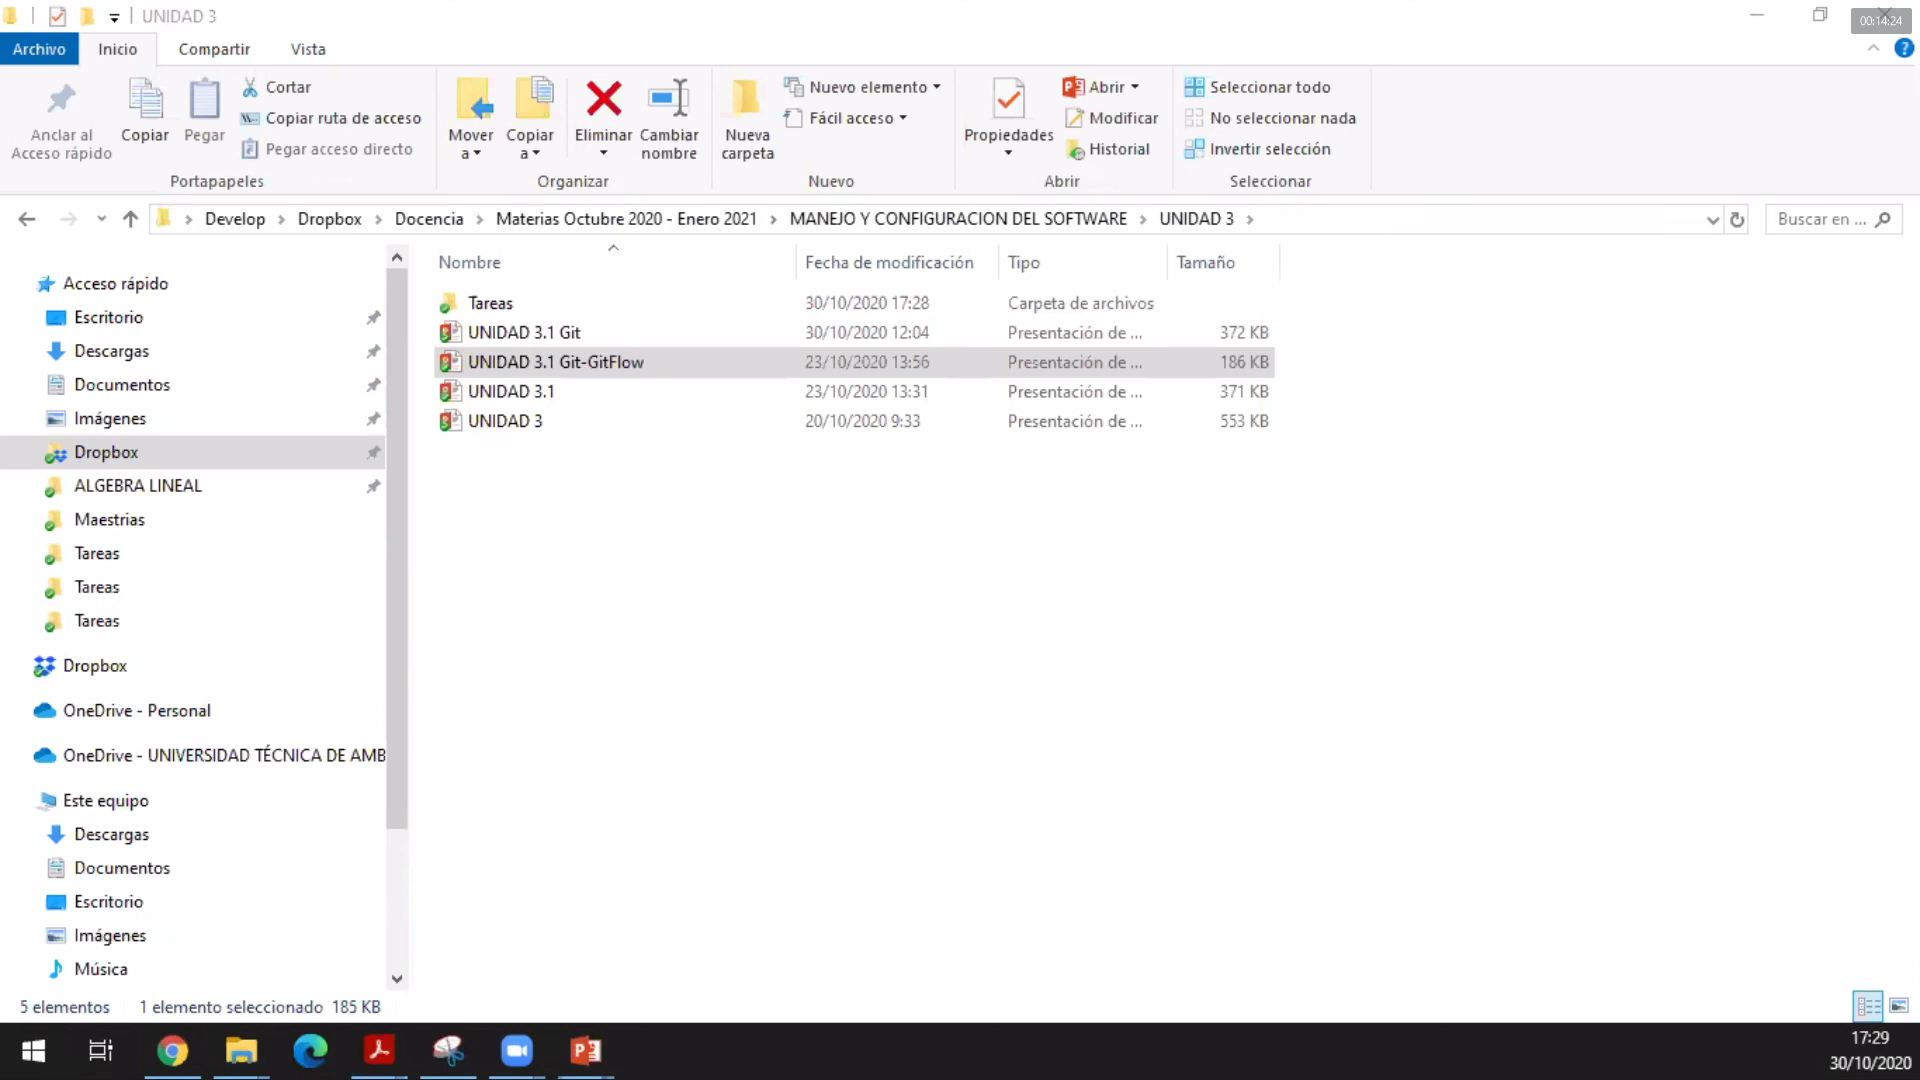 UNIDAD 3
00:14:24
Archivo
Inicio
Compartir
Vista
Anclar al
Acceso rápido
Copiar
Pegar
Cortar
Copiar ruta de acceso
Pegar acceso directo
Portapapeles
Mover
a
Copiar
a
Eliminar
Cambiar
nombre
Organizar
Nueva
carpeta
Nuevo elemento
Fácil acceso
Nuevo
Propiedades
Abrir
Modificar
Historial
Abrir
Seleccionar todo
No seleccionar nada
Invertir selección
Seleccionar
Develop > Dropbox > Docencia > Materias Octubre 2020 - Enero 2021 > MANEJO Y CONFIGURACION DEL SOFTWARE > UNIDAD 3 >
Buscar en ...
Acceso rápido
Escritorio
Descargas
Documentos
Imágenes
Dropbox
ALGEBRA LINEAL
Maestrias
Tareas
Tareas
Tareas
Dropbox
OneDrive - Personal
OneDrive - UNIVERSIDAD TÉCNICA DE AMB
Este equipo
Descargas
Documentos
Escritorio
Imágenes
Música
Nombre Fecha de modificación Tipo Tamaño
Tareas 30/10/2020 17:28 Carpeta de archivos
UNIDAD 3.1 Git 30/10/2020 12:04 Presentación de ... 372 KB
UNIDAD 3.1 Git-GitFlow 23/10/2020 13:56 Presentación de ... 186 KB
UNIDAD 3.1 23/10/2020 13:31 Presentación de ... 371 KB
UNIDAD 3 20/10/2020 9:33 Presentación de ... 553 KB
5 elementos 1 elemento seleccionado 185 KB
17:29
30/10/2020